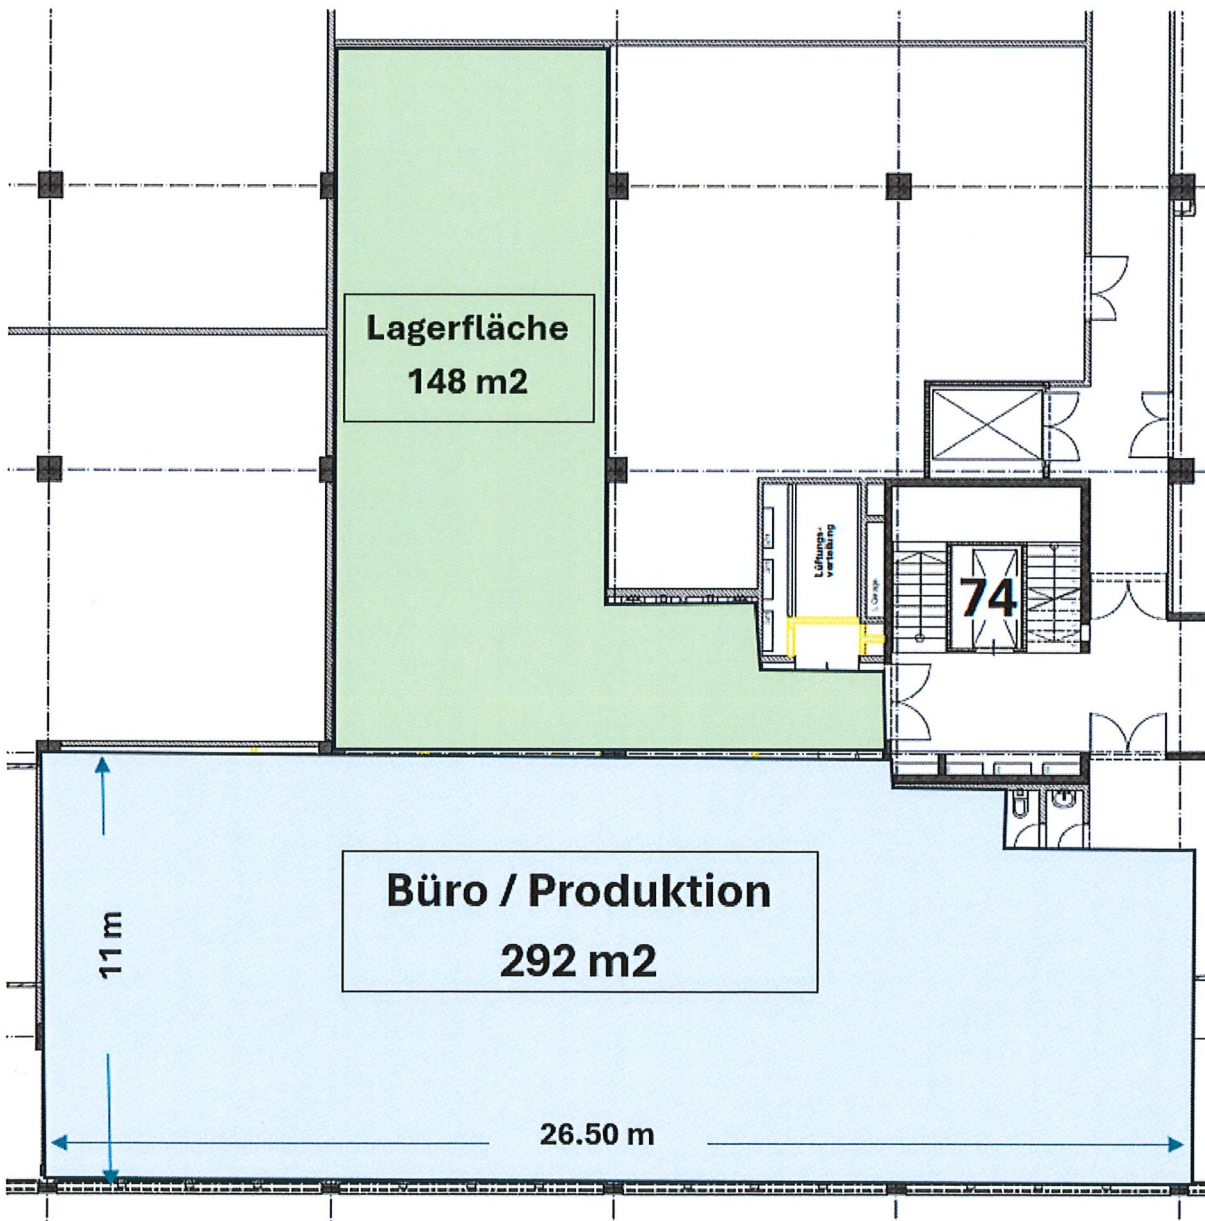 Lagerfläche
148 m2
Lüftungs-
verteilung
74
Büro / Produktion
292 m2
11 m
26.50 m